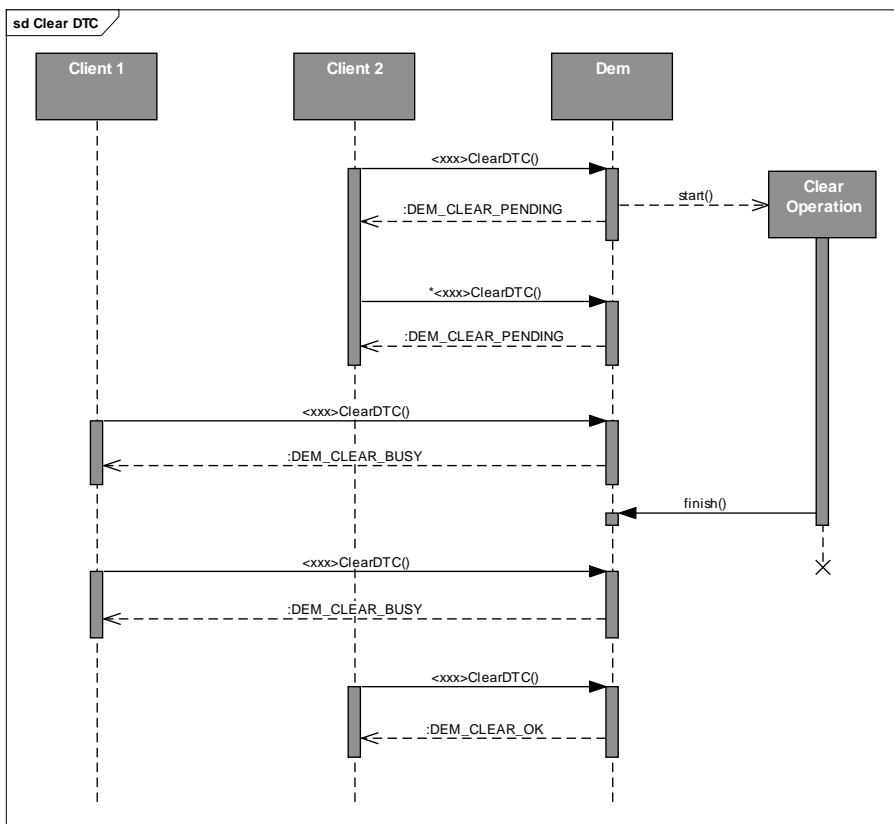 sd Clear DTC
Client 1
Client 2
Dem
<xxx>ClearDTC()
Clear
Operation
start()
:DEM_CLEAR_PENDING
*<xxx>ClearDTC()
:DEM_CLEAR_PENDING
<xxx>ClearDTC()
:DEM_CLEAR_BUSY
finish()
<xxx>ClearDTC()
:DEM_CLEAR_BUSY
<xxx>ClearDTC()
:DEM_CLEAR_OK